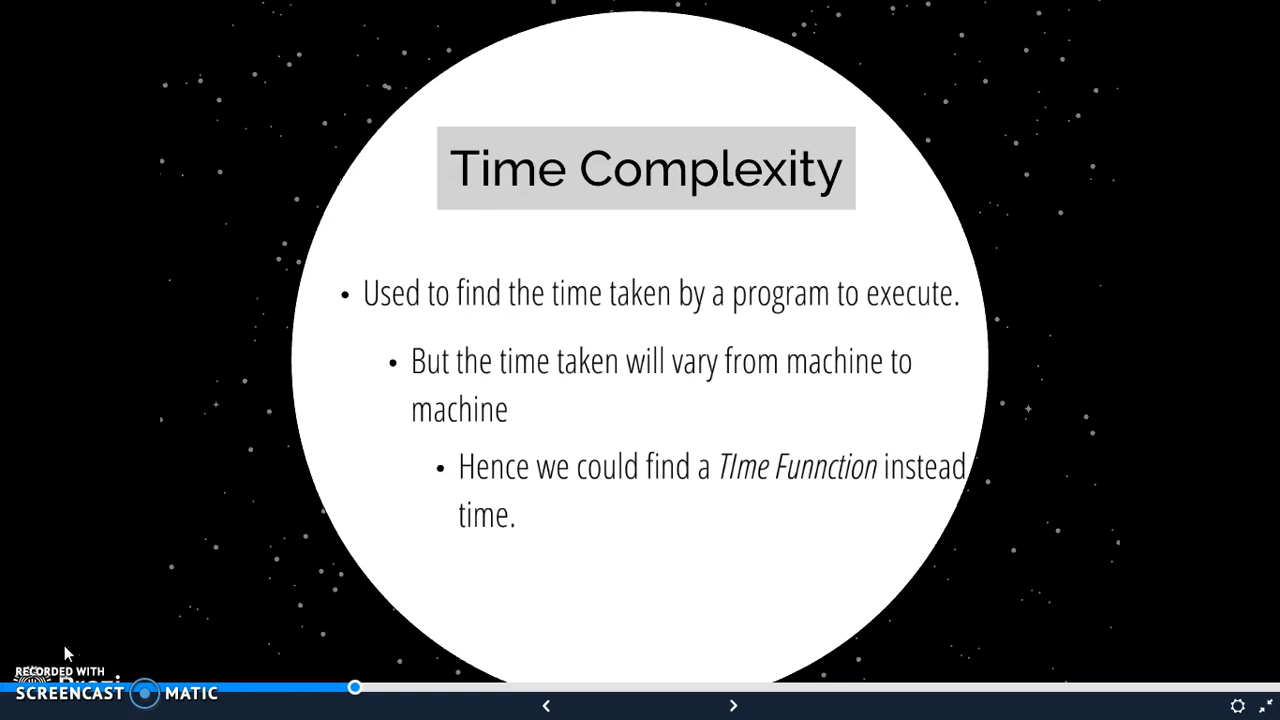 Time Complexity
• Used to find the time taken by a program to execute.
• But the time taken will vary from machine to
machine
• Hence we could find a TIme Funnction instead
time.
RECORDED WITH
SCREENCAST MATIC